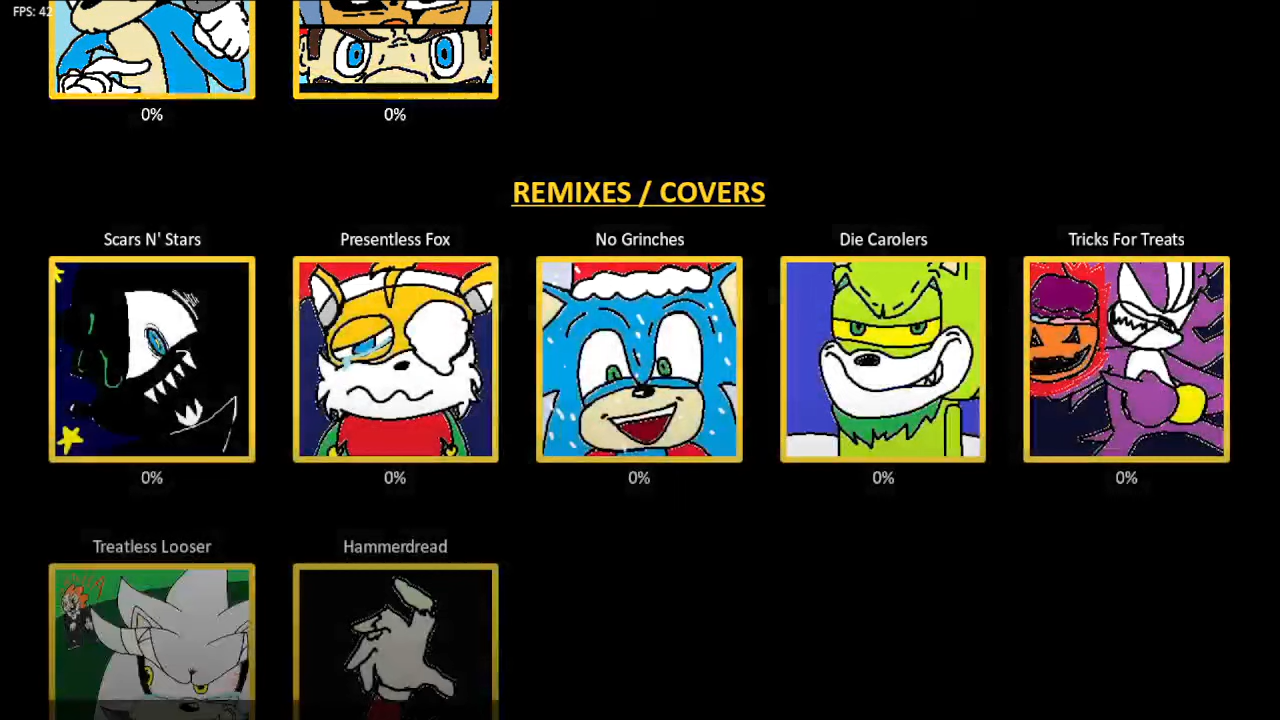 FPS: 42
0%
0%
REMIXES / COVERS
Scars N' Stars
Presentless Fox
No Grinches
Die Carolers
Tricks For Treats
0%
0%
0%
0%
0%
Treatless Looser
Hammerdread